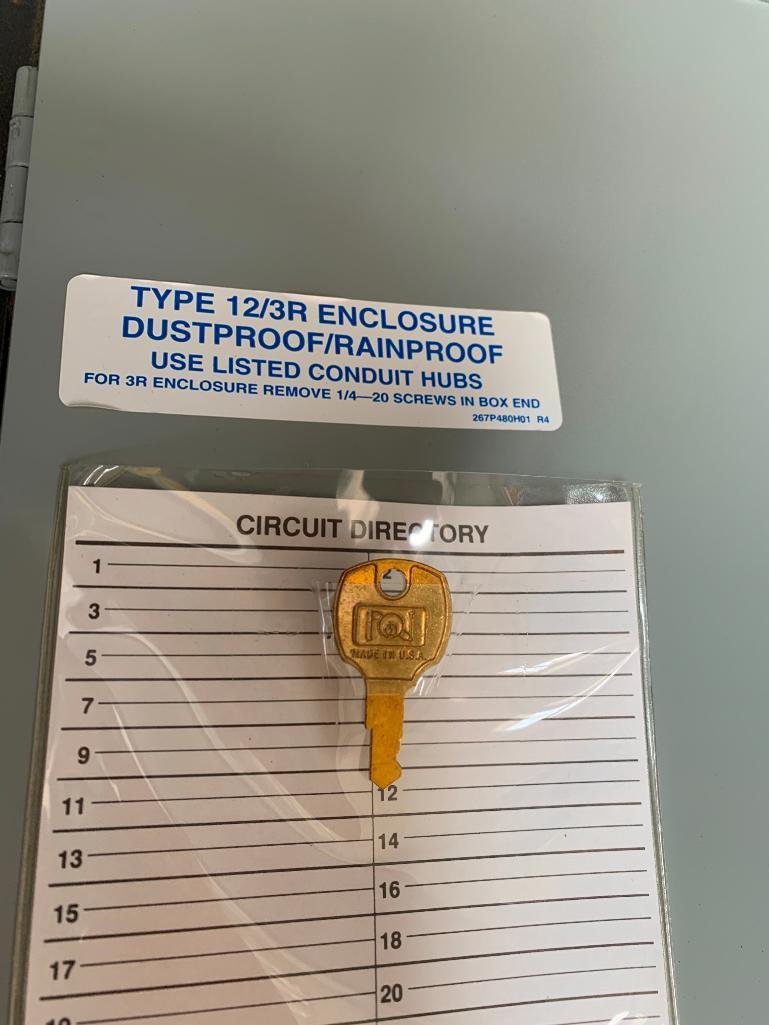 TYPE 12/3R ENCLOSURE
DUSTPROOF/RAINPROOF
USE LISTED CONDUIT HUBS
FOR 3R ENCLOSURE REMOVE 1/4—20 SCREWS IN BOX END
267P480H01 R4
CIRCUIT DIRECTORY
1
2
3
5
7
9
11
12
13
14
15
16
17
18
19
20
MADE IN U.S.A.